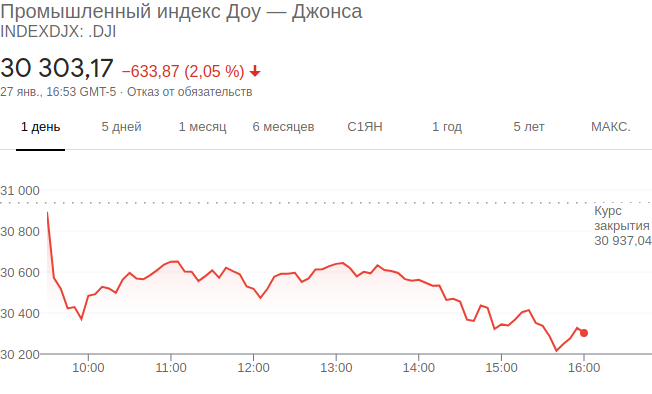 Промышленный индекс Доу — Джонса
INDEXDJX: .DJI
30 303,17 −633,87 (2,05 %)
27 янв., 16:53 GMT-5 · Отказ от обязательств
1 день 5 дней 1 месяц 6 месяцев С1ЯН 1 год 5 лет МАКС.
31 000
Курс
закрытия
30 937,04
30 800
30 600
30 400
30 200
10:00 11:00 12:00 13:00 14:00 15:00 16:00